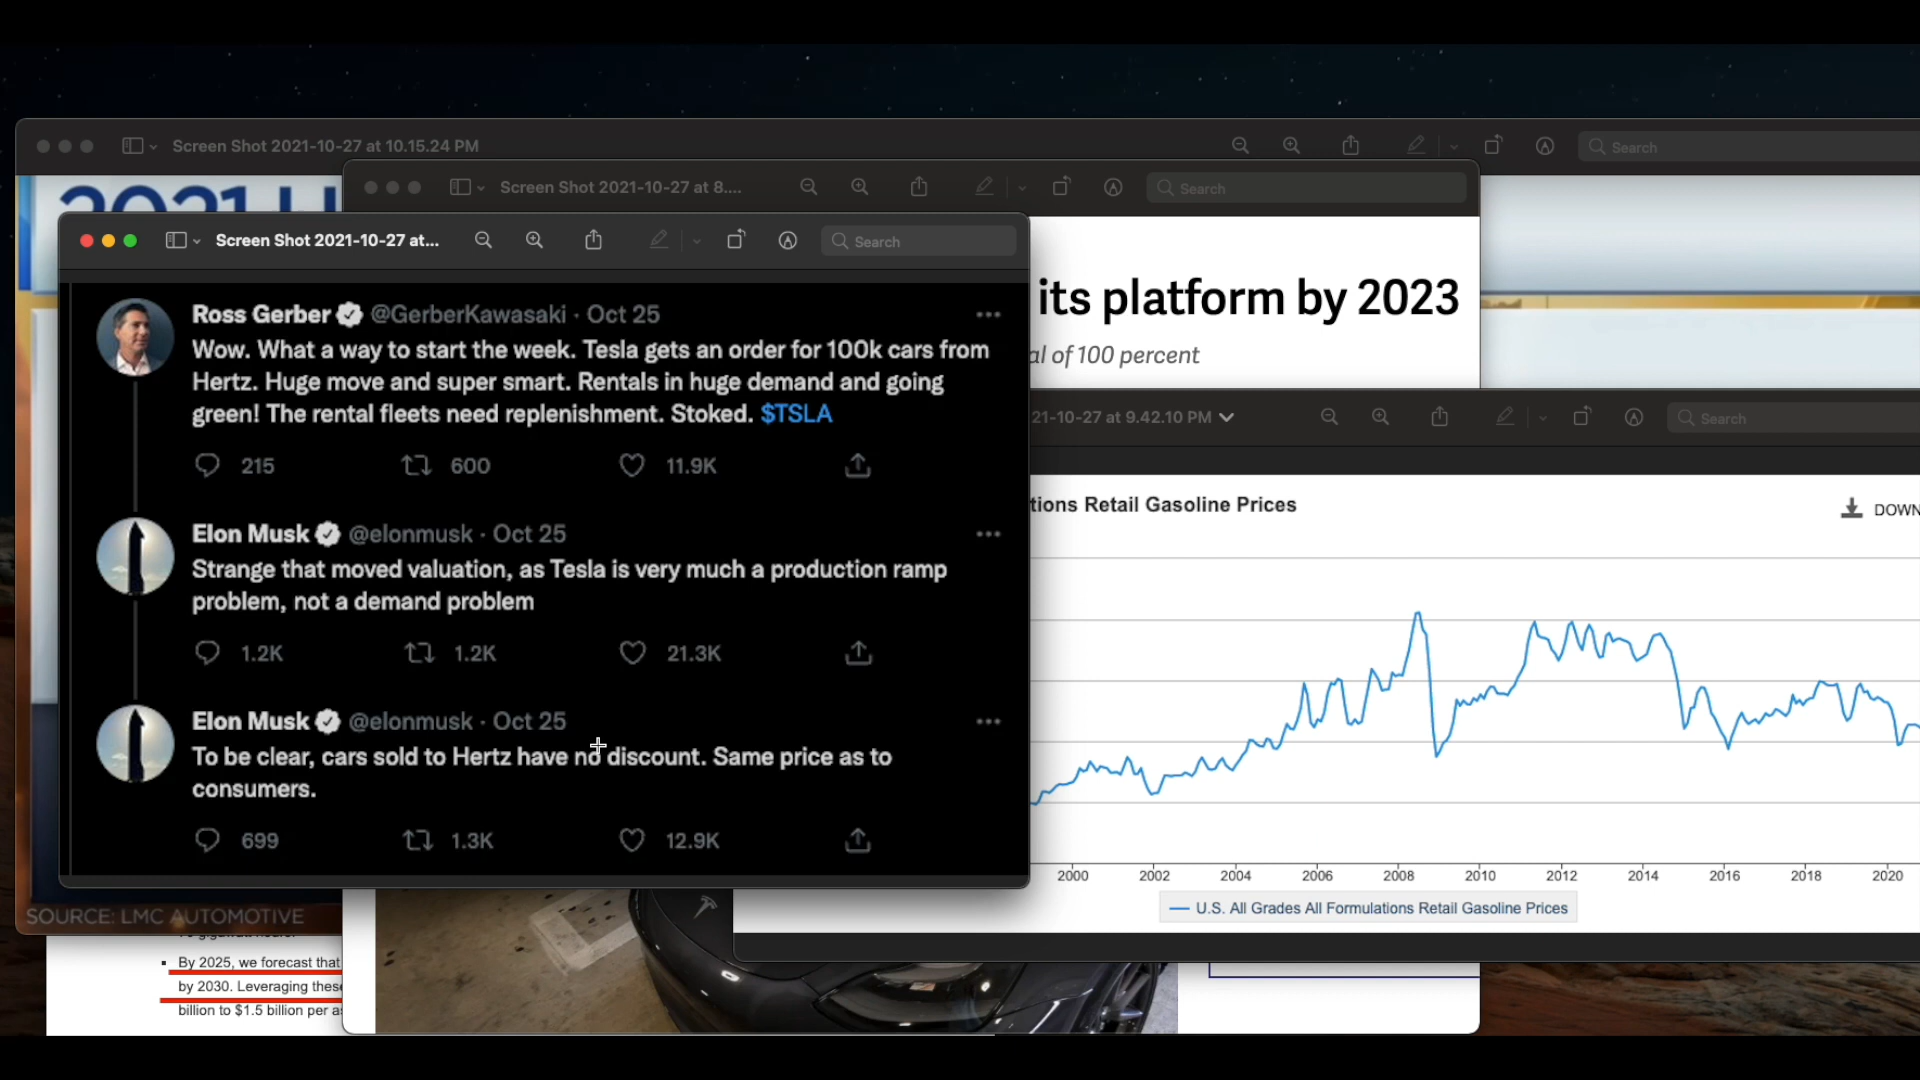 Screen Shot 2021-10-27 at 10.15.24 PM
Search
Screen Shot 2021-10-27 at 8....
Search
Screen Shot 2021-10-27 at...
Search
Ross Gerber @GerberKawasaki · Oct 25
Wow. What a way to start the week. Tesla gets an order for 100k cars from
Hertz. Huge move and super smart. Rentals in huge demand and going
green! The rental fleets need replenishment. Stoked. $TSLA
215 600 11.9K
Elon Musk @elonmusk · Oct 25
Strange that moved valuation, as Tesla is very much a production ramp
problem, not a demand problem
1.2K 1.2K 21.3K
Elon Musk @elonmusk · Oct 25
To be clear, cars sold to Hertz have no discount. Same price as to
consumers.
699 1.3K 12.9K
its platform by 2023
al of 100 percent
21-10-27 at 9.42.10 PM
Search
tions Retail Gasoline Prices
DOWN
2000 2002 2004 2006 2008 2010 2012 2014 2016 2018 2020
U.S. All Grades All Formulations Retail Gasoline Prices
SOURCE: LMC AUTOMOTIVE
By 2025, we forecast that
by 2030. Leveraging these
billion to $1.5 billion per as